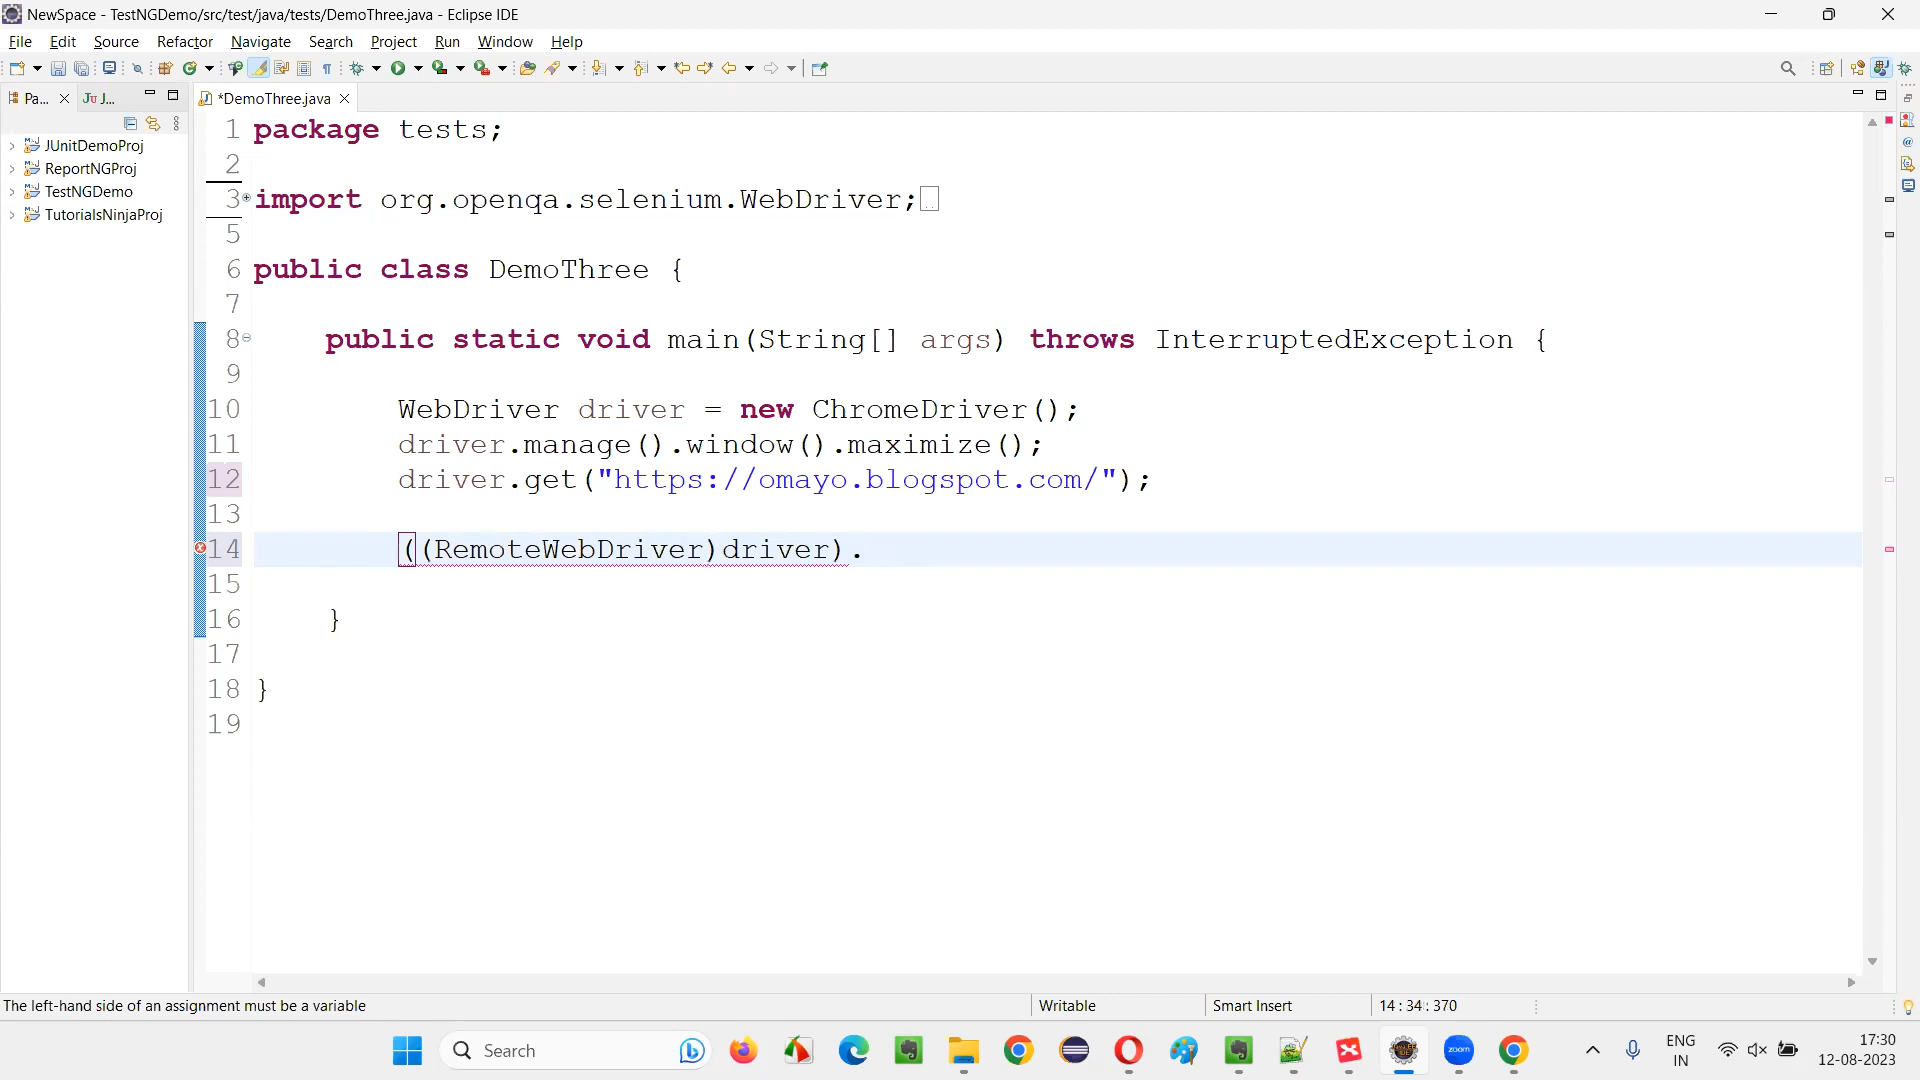 NewSpace - TestNGDemo/src/test/java/tests/DemoThree.java - Eclipse IDE
File Edit Source Refactor Navigate Search Project Run Window Help
Pa... Ju J... *DemoThree.java
JUnitDemoProj
ReportNGProj
TestNGDemo
TutorialsNinjaProj
1 package tests;
2
3 import org.openqa.selenium.WebDriver;
5
6 public class DemoThree {
7
8 public static void main(String[] args) throws InterruptedException {
9
10 WebDriver driver = new ChromeDriver();
11 driver.manage().window().maximize();
12 driver.get("https://omayo.blogspot.com/");
13
14 ((RemoteWebDriver)driver).
15
16 }
17
18 }
19
The left-hand side of an assignment must be a variable Writable Smart Insert 14 : 34 : 370
Search zoom ENG IN 17:30 12-08-2023